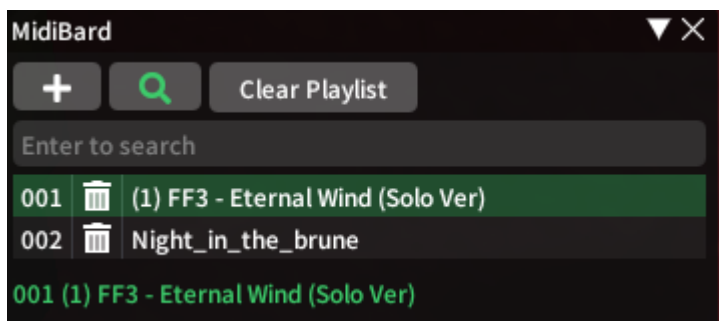 MidiBard
Clear Playlist
Enter to search
001 (1) FF3 - Eternal Wind (Solo Ver)
002 Night_in_the_brune
001 (1) FF3 - Eternal Wind (Solo Ver)